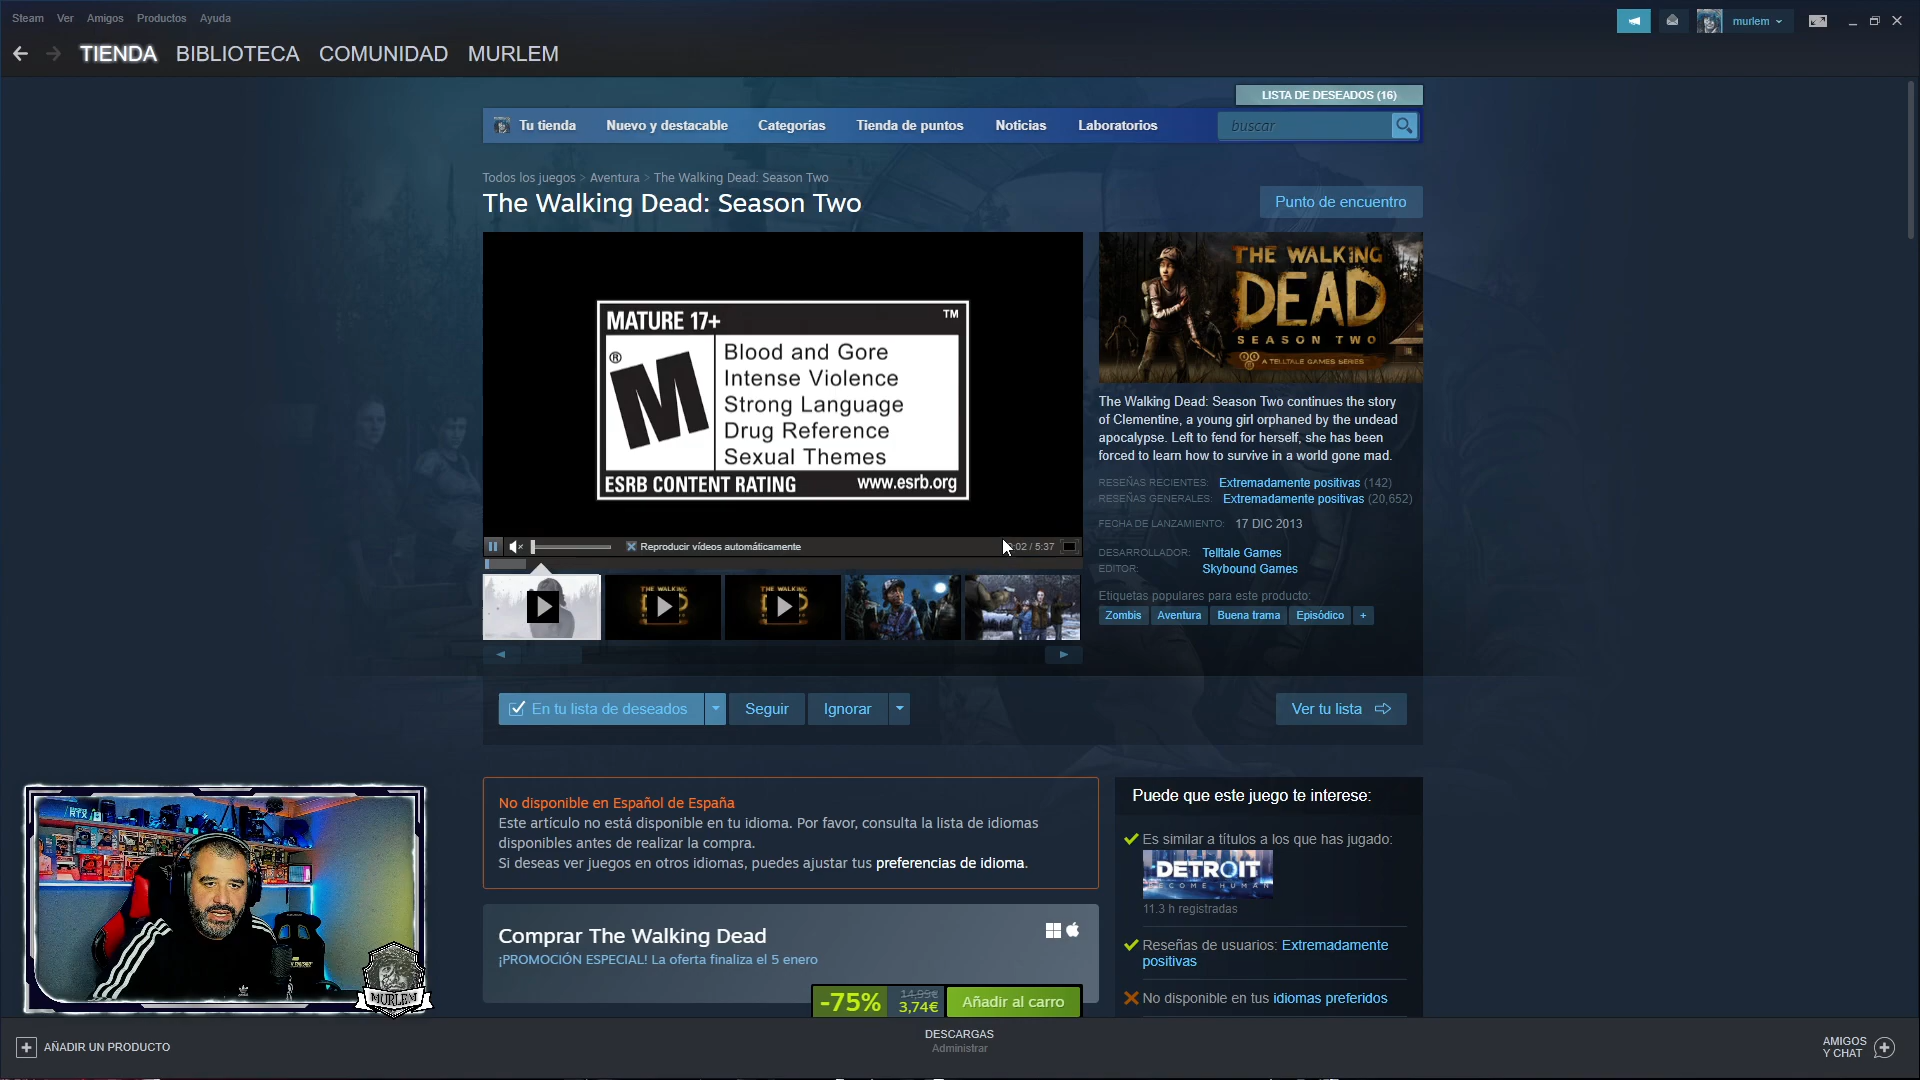 Steam Ver Amigos Productos Ayuda
murlem
TIENDA BIBLIOTECA COMUNIDAD MURLEM
LISTA DE DESEADOS (16)
Tu tienda Nuevo y destacable Categorías Tienda de puntos Noticias Laboratorios buscar
Todos los juegos > Aventura > The Walking Dead: Season Two
The Walking Dead: Season Two
Punto de encuentro
MATURE 17+ TM
M ®
Blood and Gore
Intense Violence
Strong Language
Drug Reference
Sexual Themes
ESRB CONTENT RATING www.esrb.org
Reproducir vídeos automáticamente
:02 / 5:37
THE WALKING
DEAD
SEASON TWO
A TELLTALE GAMES SERIES
The Walking Dead: Season Two continues the story
of Clementine, a young girl orphaned by the undead
apocalypse. Left to fend for herself, she has been
forced to learn how to survive in a world gone mad.
RESEÑAS RECIENTES: Extremadamente positivas (142)
RESEÑAS GENERALES: Extremadamente positivas (20,652)
FECHA DE LANZAMIENTO: 17 DIC 2013
DESARROLLADOR: Telltale Games
EDITOR: Skybound Games
Etiquetas populares para este producto:
Zombis Aventura Buena trama Episódico +
En tu lista de deseados Seguir Ignorar Ver tu lista
No disponible en Español de España
Este artículo no está disponible en tu idioma. Por favor, consulta la lista de idiomas
disponibles antes de realizar la compra.
Si deseas ver juegos en otros idiomas, puedes ajustar tus preferencias de idioma.
Comprar The Walking Dead
¡PROMOCIÓN ESPECIAL! La oferta finaliza el 5 enero
-75% 14,99€ 3,74€ Añadir al carro
Puede que este juego te interese:
Es similar a títulos a los que has jugado:
DETROIT
BECOME HUMAN
11.3 h registradas
Reseñas de usuarios: Extremadamente
positivas
No disponible en tus idiomas preferidos
MURLEM
AÑADIR UN PRODUCTO
DESCARGAS
Administrar
AMIGOS
Y CHAT